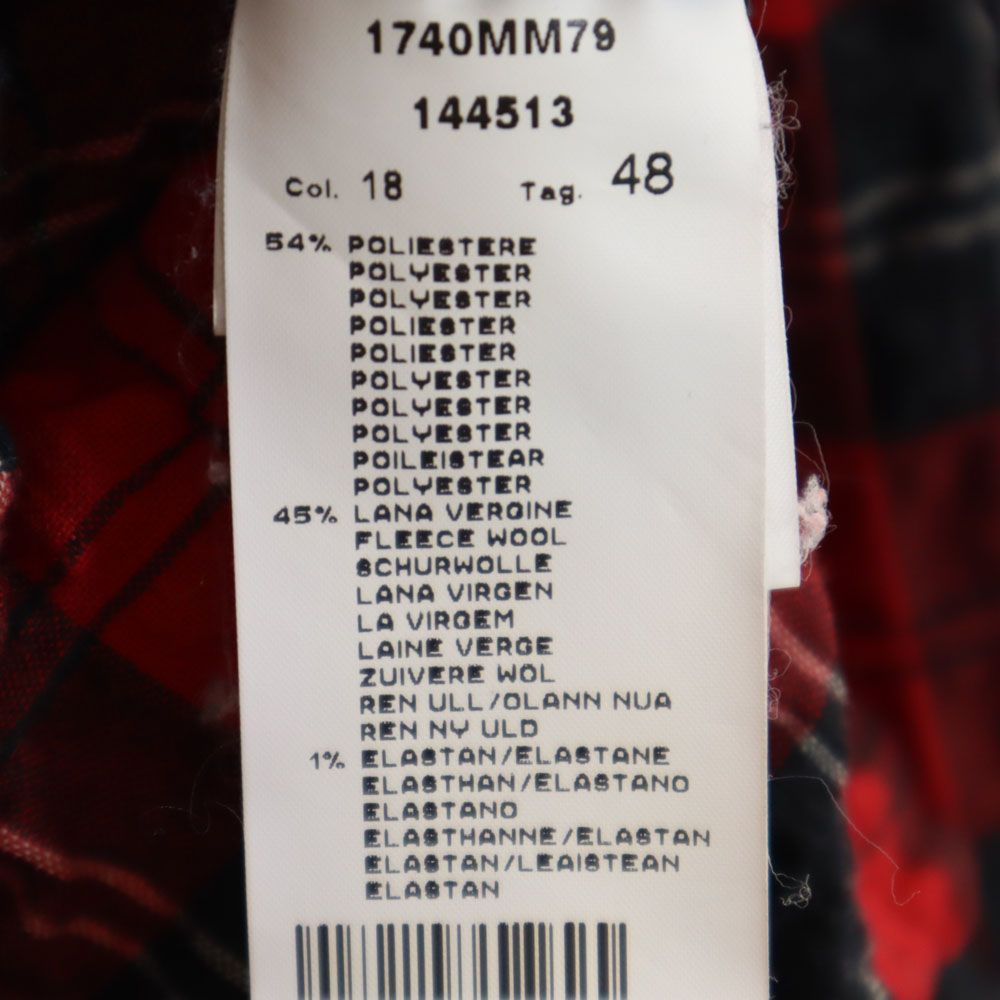 1740MM79
144513
Col. 18 Tag. 48
54% POLIESTERE
POLYESTER
POLYESTER
POLIESTER
POLIESTER
POLYESTER
POLYESTER
POLYESTER
POILEISTEAR
POLYESTER
45% LANA VERGINE
FLEECE WOOL
SCHURWOLLE
LANA VIRGEN
LA VIRGEM
LAINE VERGE
ZUIVERE WOL
REN ULL/OLANN NUA
REN NY ULD
1% ELASTAN/ELASTANE
ELASTHAN/ELASTANO
ELASTANO
ELASTHANNE/ELASTAN
ELASTAN/LEAISTEAN
ELASTAN